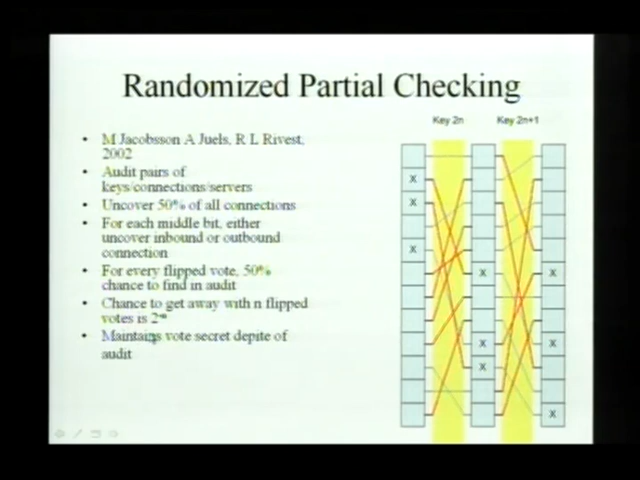 Randomized Partial Checking
Key 2n
Key 2n+1
• M Jacobsson A Juels, R L Rivest,
2002
• Audit pairs of
keys/connections/servers
• Uncover 50% of all connections
• For each middle bit, either
uncover inbound or outbound
connection
• For every flipped vote, 50%
chance to find in audit
• Chance to get away with n flipped
votes is 2⁻ⁿ
• Maintains vote secret depite of
audit
X
X
X
X
X
X
X
X
X